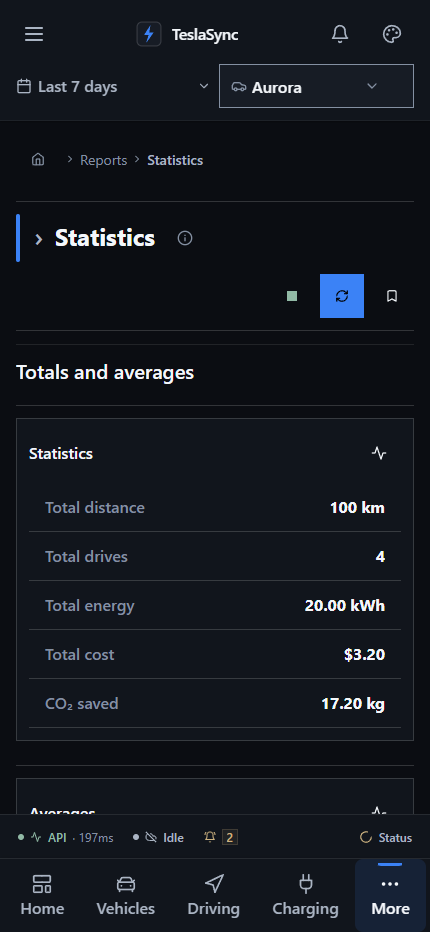 TeslaSync
Last 7 days
Aurora
Reports
Statistics
Statistics
Totals and averages
Statistics
Total distance 100 km
Total drives 4
Total energy 20.00 kWh
Total cost $3.20
CO₂ saved 17.20 kg
Averages
API · 197ms Idle 2 Status
Home Vehicles Driving Charging More